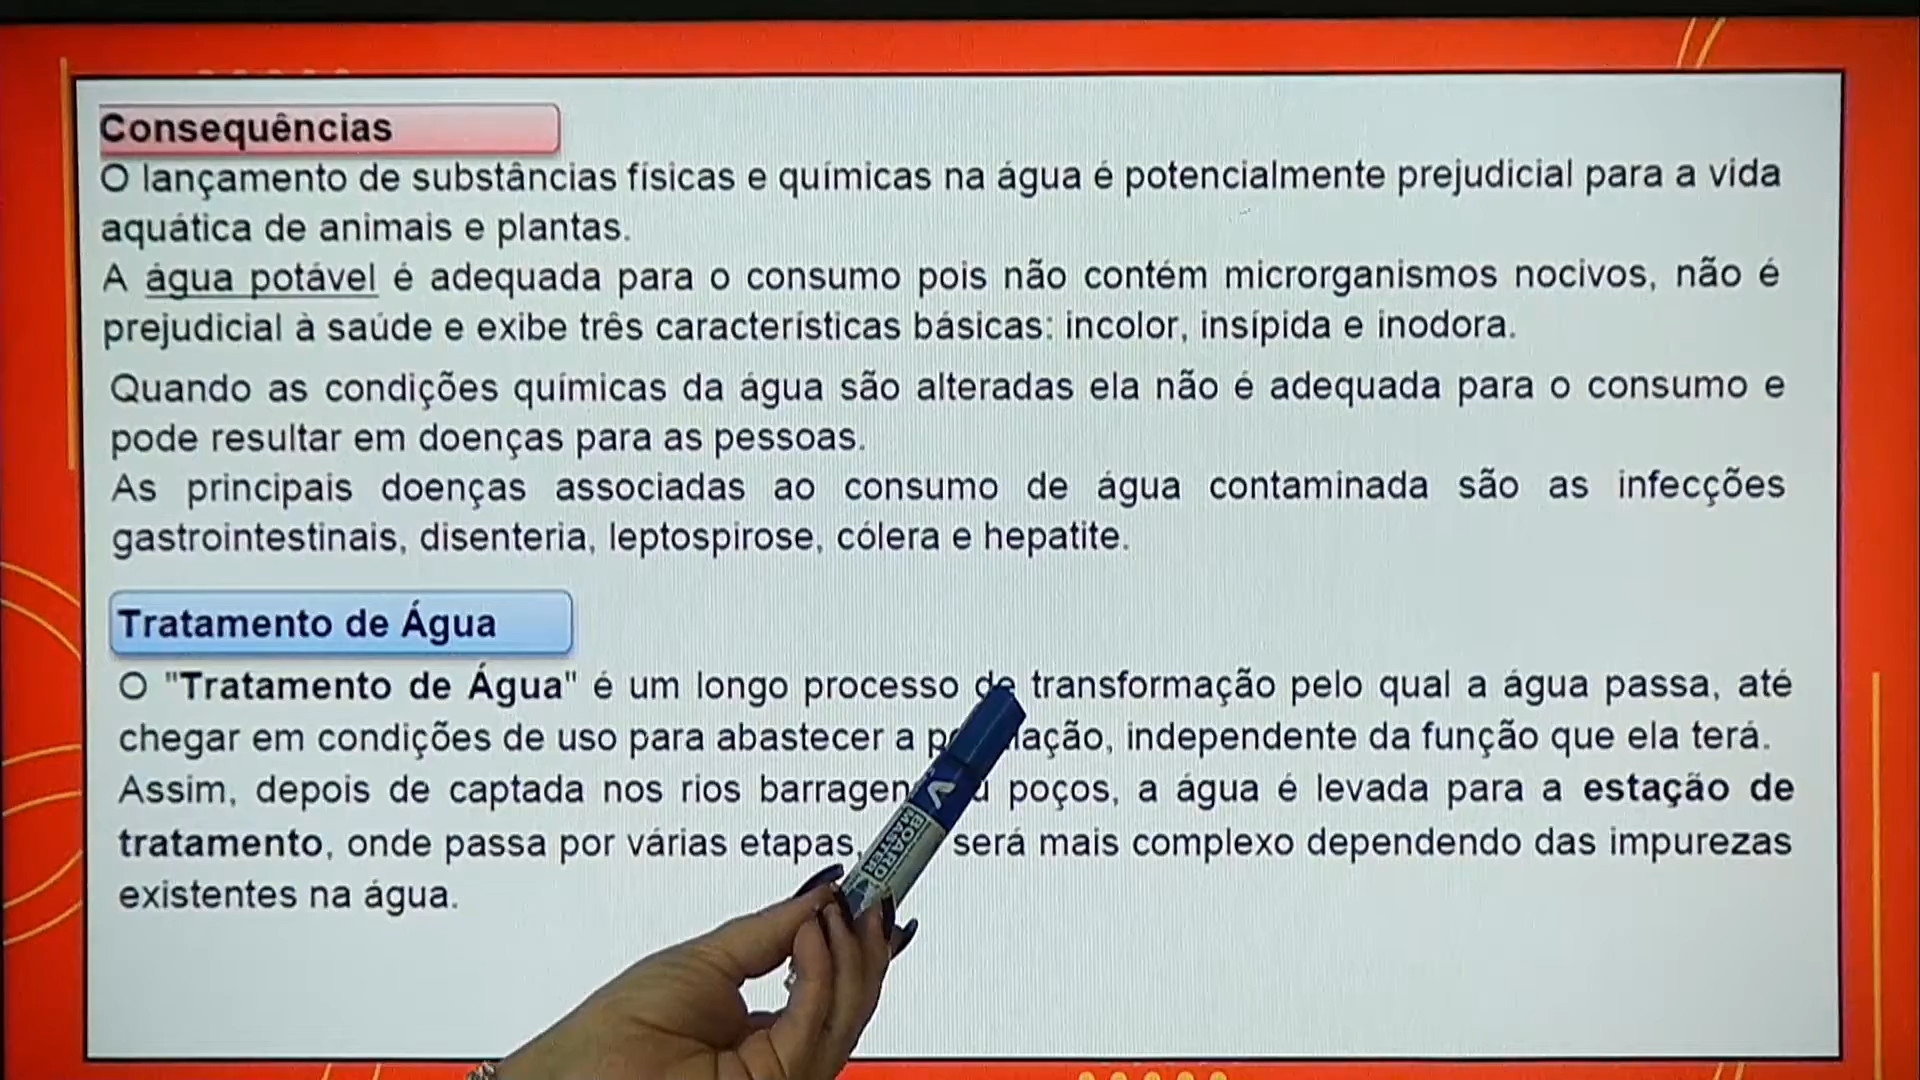 Consequências
O lançamento de substâncias físicas e químicas na água é potencialmente prejudicial para a vida
aquática de animais e plantas.
A água potável é adequada para o consumo pois não contém microrganismos nocivos, não é
prejudicial à saúde e exibe três características básicas: incolor, insípida e inodora.
Quando as condições químicas da água são alteradas ela não é adequada para o consumo e
pode resultar em doenças para as pessoas.
As principais doenças associadas ao consumo de água contaminada são as infecções
gastrointestinais, disenteria, leptospirose, cólera e hepatite.
Tratamento de Água
O "Tratamento de Água" é um longo processo de transformação pelo qual a água passa, até
chegar em condições de uso para abastecer a independente da função que ela terá.
Assim, depois de captada nos rios poços, a água é levada para a estação de
tratamento, onde passa por várias etapas, será mais complexo dependendo das impurezas
existentes na água.
V
BOARD
MASTER